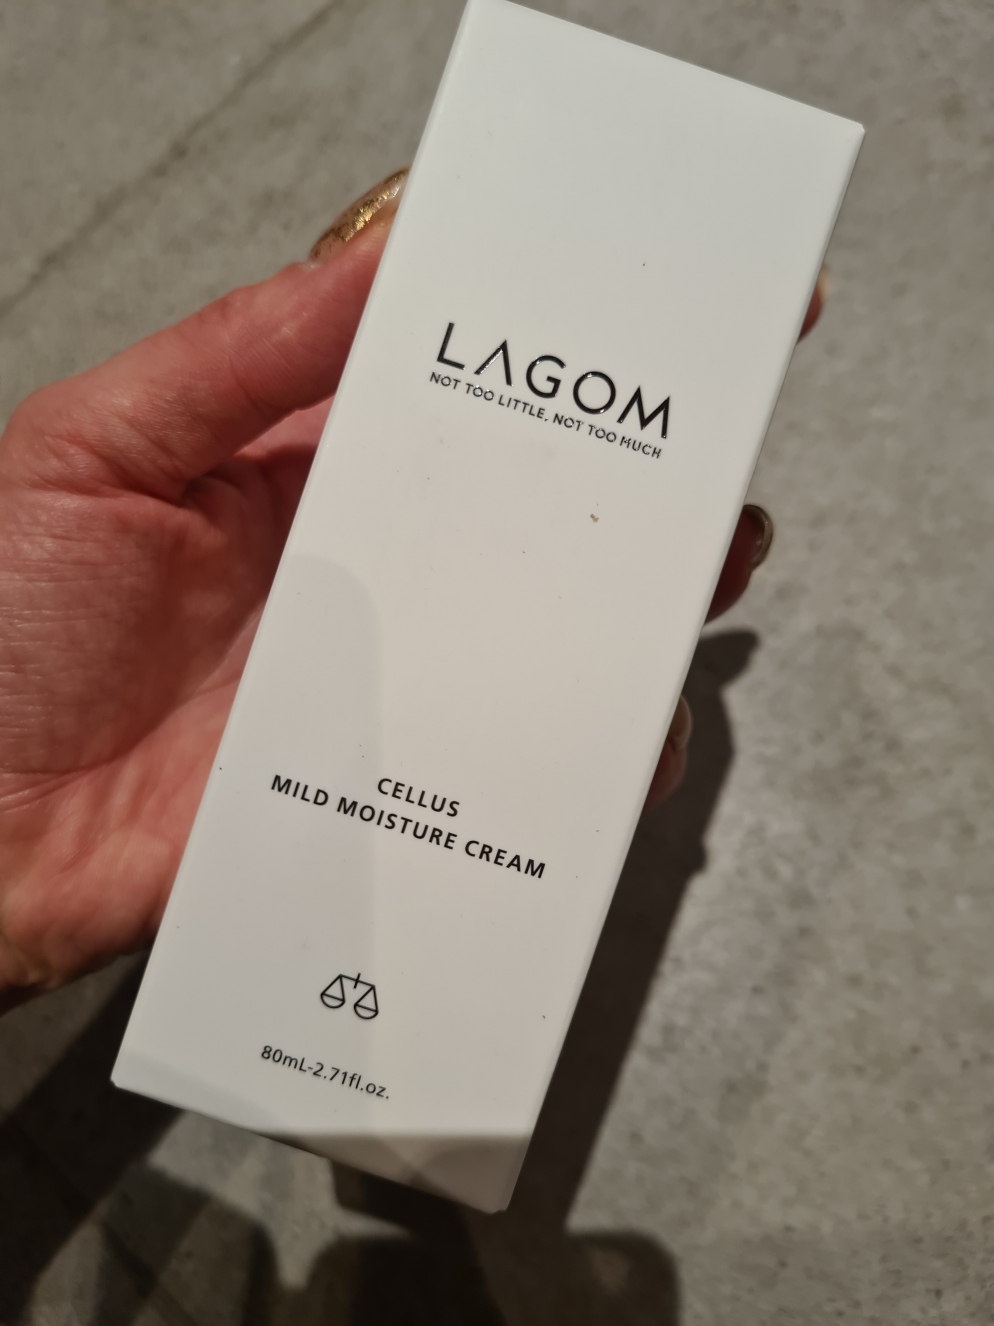 LAGOM
NOT TOO LITTLE, NOT TOO MUCH
CELLUS
MILD MOISTURE CREAM
80mL-2.71fl.oz.